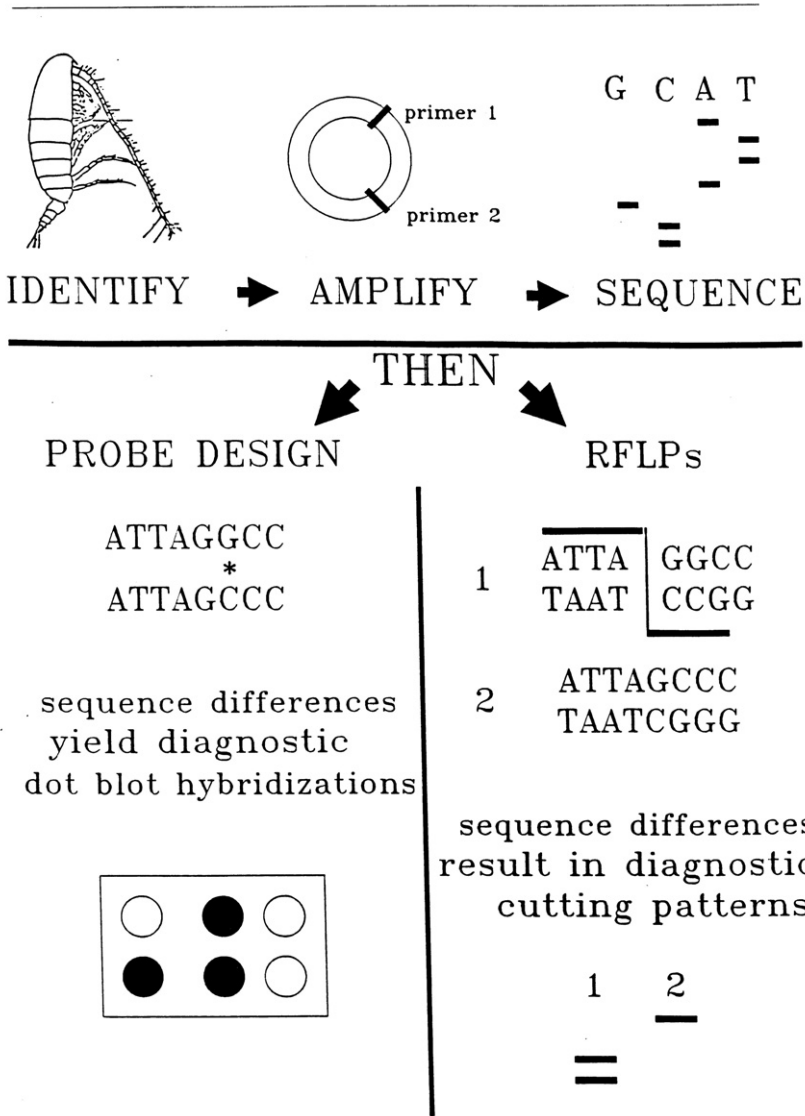 G C A T
primer 1
primer 2
IDENTIFY AMPLIFY SEQUENCE
THEN
PROBE DESIGN
ATTAGGCC
*
ATTAGCCC
sequence differences
yield diagnostic
dot blot hybridizations
RFLPs
1
ATTA GGCC
TAAT CCGG
2
ATTAGCCC
TAATCGGG
sequence differences
result in diagnostic
cutting patterns
1 2